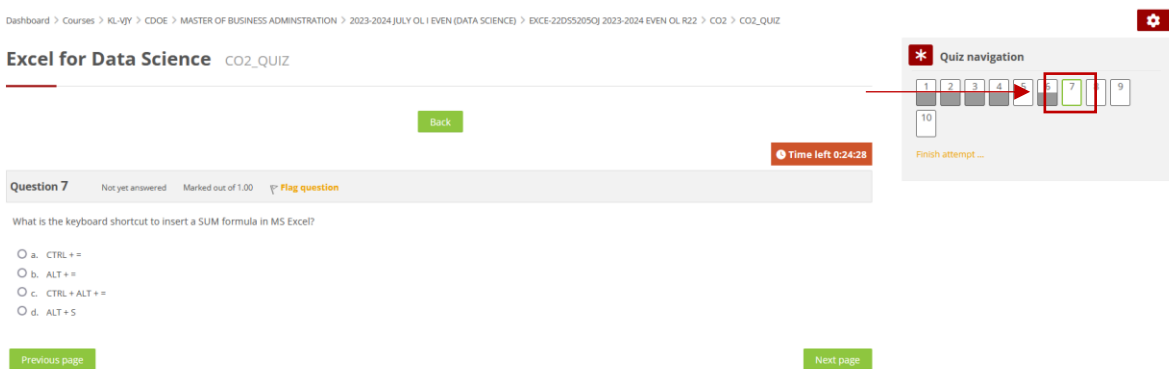 Dashboard > Courses > KL-VJY > CDOE > MASTER OF BUSINESS ADMINSTRATION > 2023-2024 JULY OL I EVEN (DATA SCIENCE) > EXCE-22DS5205OJ 2023-2024 EVEN OL R22 > CO2 > CO2_QUIZ
Excel for Data Science CO2_QUIZ
Quiz navigation
1 2 3 4 5 6 7 8 9
10
Finish attempt ...
Back
Time left 0:24:28
Question 7 Not yet answered Marked out of 1.00 Flag question
What is the keyboard shortcut to insert a SUM formula in MS Excel?
a. CTRL + =
b. ALT + =
c. CTRL + ALT + =
d. ALT + S
Previous page Next page